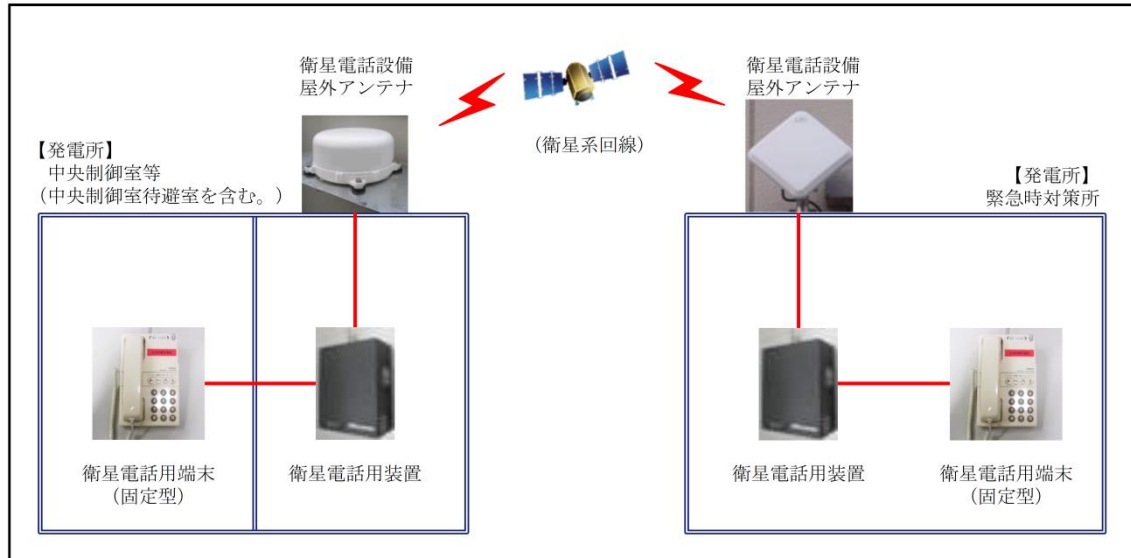 衛星電話設備
屋外アンテナ
(衛星系回線)
衛星電話設備
屋外アンテナ
【発電所】
中央制御室等
(中央制御室待避室を含む。)
【発電所】
緊急時対策所
衛星電話用端末
(固定型)
衛星電話用装置
衛星電話用装置
衛星電話用端末
(固定型)